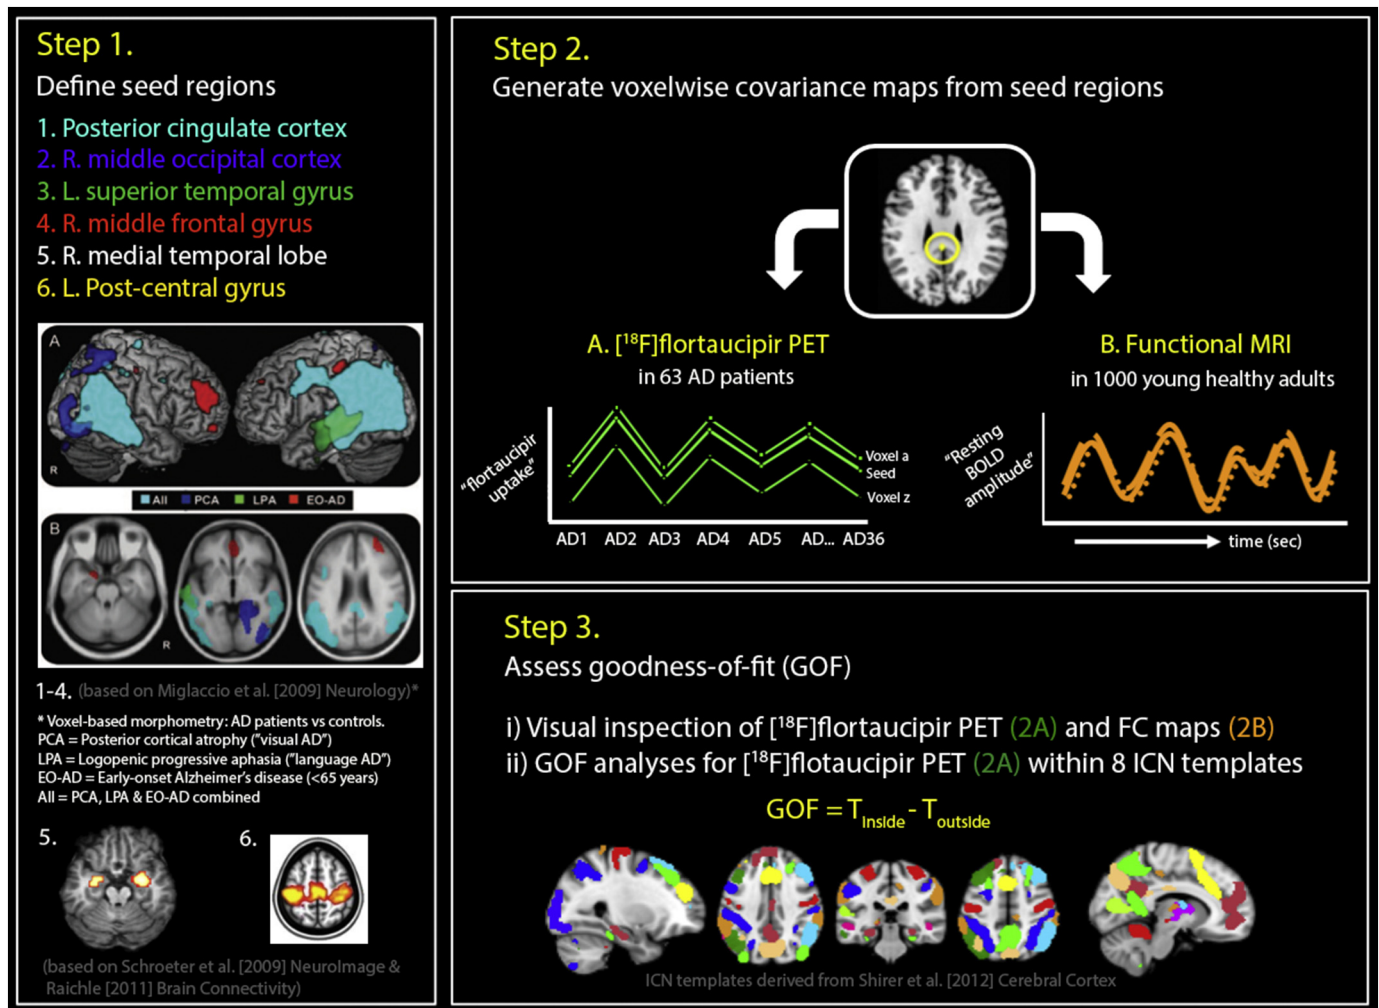 Step 1.
Define seed regions
1. Posterior cingulate cortex
2. R. middle occipital cortex
3. L. superior temporal gyrus
4. R. middle frontal gyrus
5. R. medial temporal lobe
6. L. Post-central gyrus
A
R
All PCA LPA EO-AD
B
R
1-4. (based on Miglaccio et al. [2009] Neurology)*
* Voxel-based morphometry: AD patients vs controls.
PCA = Posterior cortical atrophy ("visual AD")
LPA = Logopenic progressive aphasia ("language AD")
EO-AD = Early-onset Alzheimer's disease (<65 years)
All = PCA, LPA & EO-AD combined
5. 6.
(based on Schroeter et al. [2009] NeuroImage &
Raichle [2011] Brain Connectivity)
Step 2.
Generate voxelwise covariance maps from seed regions
A. [¹⁸F]flortaucipir PET
in 63 AD patients
"flortaucipir
uptake"
Voxel a
Seed
Voxel z
AD1 AD2 AD3 AD4 AD5 AD... AD36
B. Functional MRI
in 1000 young healthy adults
"Resting
BOLD
amplitude"
time (sec)
Step 3.
Assess goodness-of-fit (GOF)
i) Visual inspection of [¹⁸F]flortaucipir PET (2A) and FC maps (2B)
ii) GOF analyses for [¹⁸F]flotaucipir PET (2A) within 8 ICN templates
GOF = Tinside - Toutside
ICN templates derived from Shirer et al. [2012] Cerebral Cortex